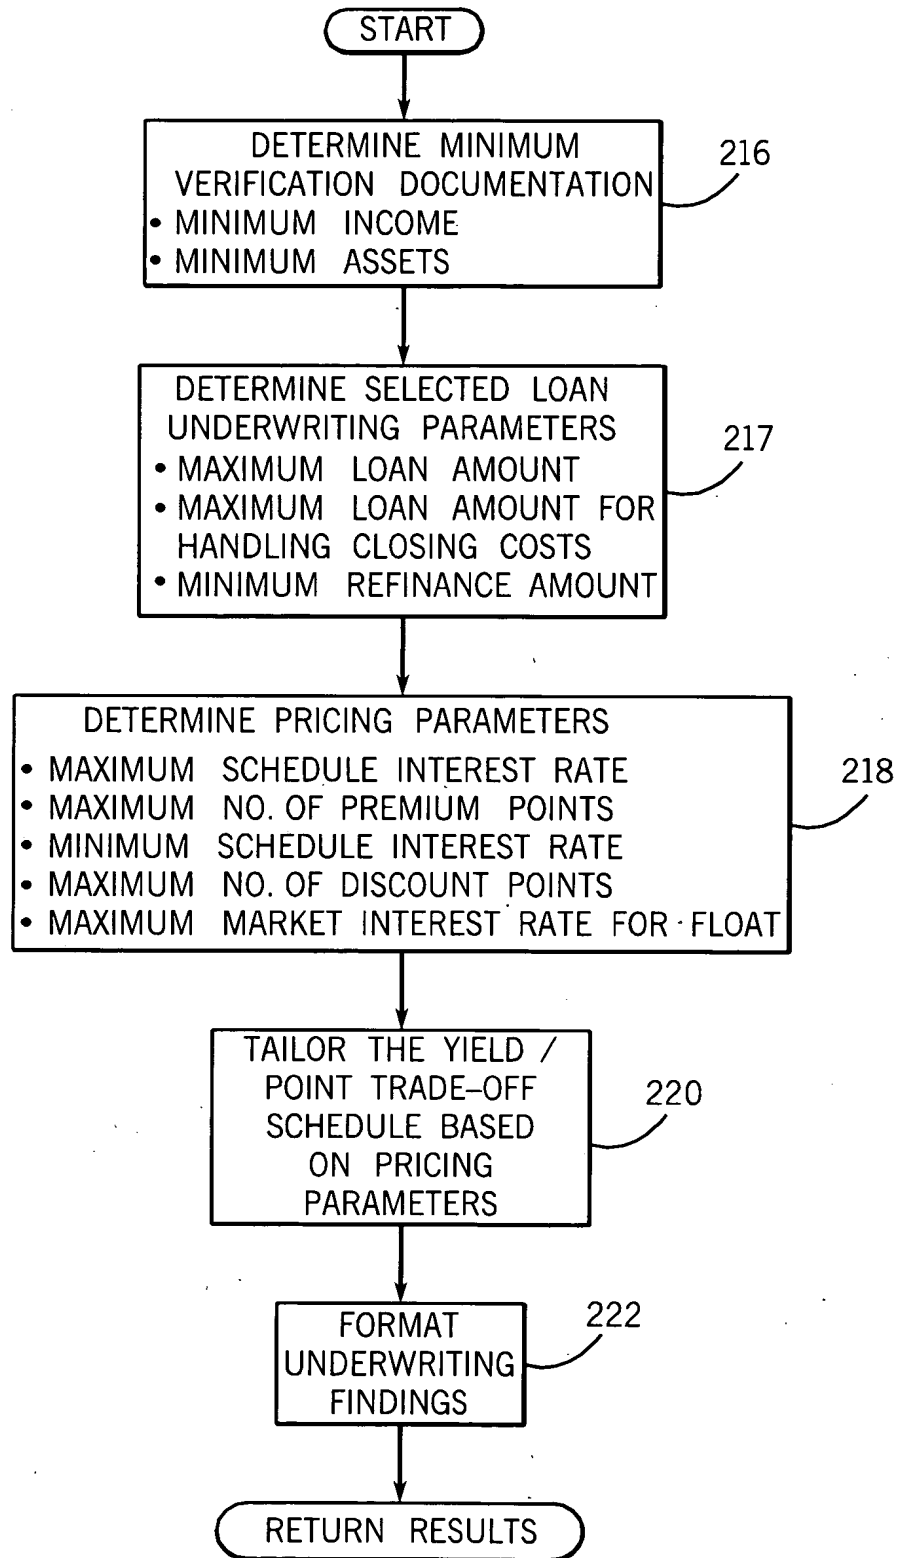 START
DETERMINE MINIMUM
VERIFICATION DOCUMENTATION
• MINIMUM INCOME
• MINIMUM ASSETS
216
DETERMINE SELECTED LOAN
UNDERWRITING PARAMETERS
• MAXIMUM LOAN AMOUNT
• MAXIMUM LOAN AMOUNT FOR
HANDLING CLOSING COSTS
• MINIMUM REFINANCE AMOUNT
217
DETERMINE PRICING PARAMETERS
• MAXIMUM SCHEDULE INTEREST RATE
• MAXIMUM NO. OF PREMIUM POINTS
• MINIMUM SCHEDULE INTEREST RATE
• MAXIMUM NO. OF DISCOUNT POINTS
• MAXIMUM MARKET INTEREST RATE FOR FLOAT
218
TAILOR THE YIELD /
POINT TRADE-OFF
SCHEDULE BASED
ON PRICING
PARAMETERS
220
FORMAT
UNDERWRITING
FINDINGS
222
RETURN RESULTS